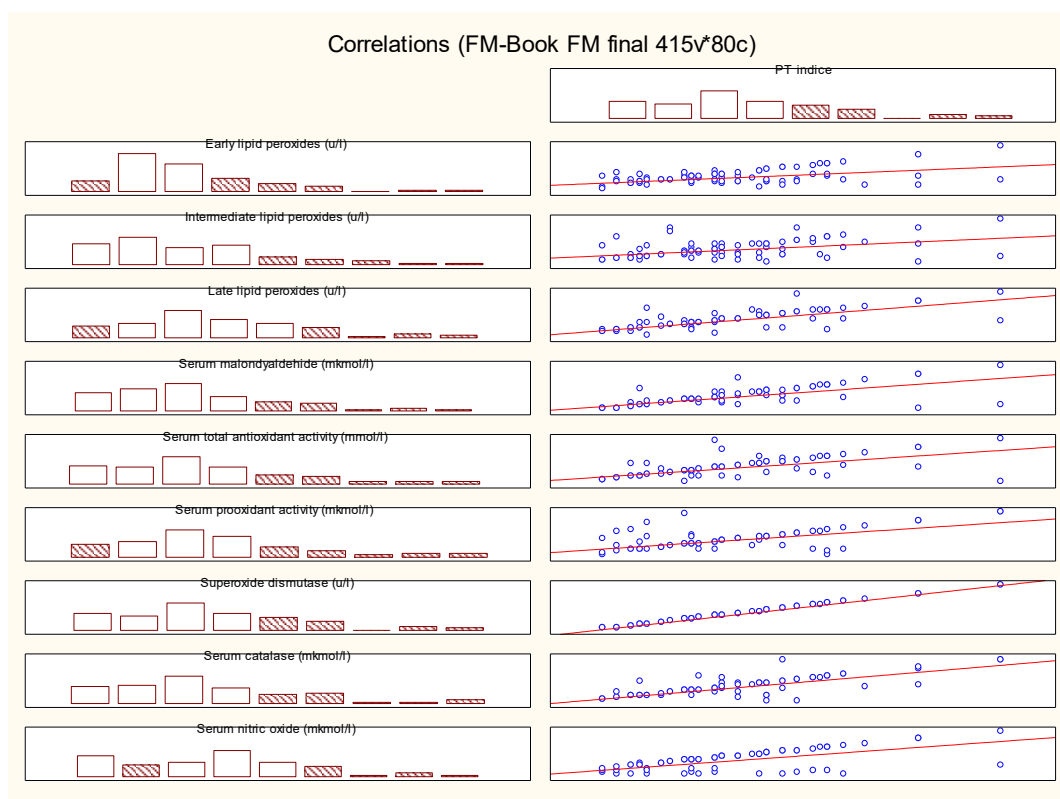 Correlations (FM-Book FM final 415v*80c)
PT indice
Early lipid peroxides (u/l)
Intermediate lipid peroxides (u/l)
Late lipid peroxides (u/l)
Serum malondyaldehide (mkmol/l)
Serum total antioxidant activity (mmol/l)
Serum prooxidant activity (mkmol/l)
Superoxide dismutase (u/l)
Serum catalase (mkmol/l)
Serum nitric oxide (mkmol/l)